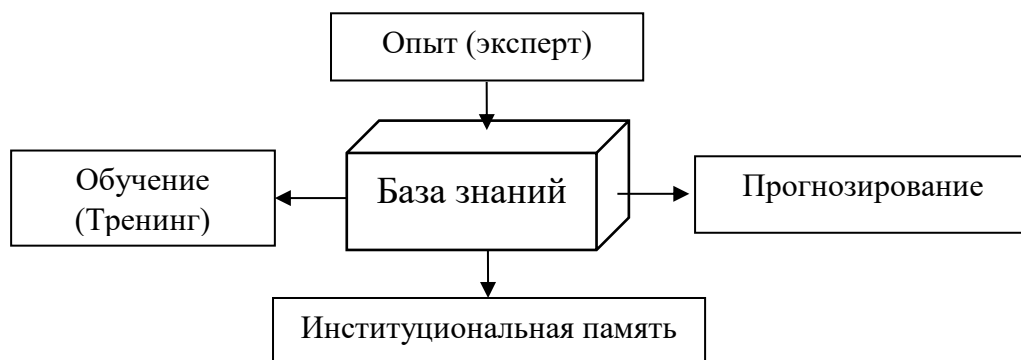 Опыт (эксперт)
Обучение
(Тренинг)
База знаний
Прогнозирование
Институциональная память